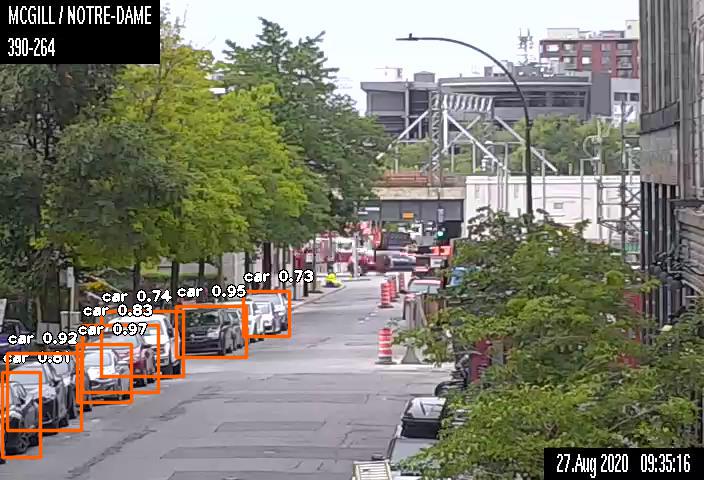 MCGILL / NOTRE-DAME
390-264
car 0.73
car 0.95
car 0.74
car 0.83
car 0.97
car 0.92
car 0.81
27.Aug 2020 09:35:16